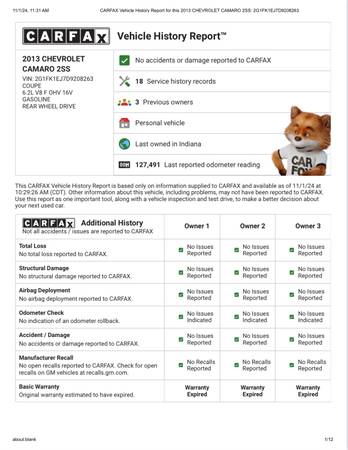 11/1/24, 11:31 AM
CARFAX Vehicle History Report for this 2013 CHEVROLET CAMARO 2SS: 2G1FK1EJ7D9208263
CARFAX Vehicle History Report™
2013 CHEVROLET
CAMARO 2SS
VIN: 2G1FK1EJ7D9208263
COUPE
6.2L V8 F OHV 16V
GASOLINE
REAR WHEEL DRIVE
No accidents or damage reported to CARFAX
18 Service history records
3 Previous owners
Personal vehicle
Last owned in Indiana
127,491 Last reported odometer reading
CAR
FOX
This CARFAX Vehicle History Report is based only on information supplied to CARFAX and available as of 11/1/24 at
10:29:26 AM (CDT). Other information about this vehicle, including problems, may not have been reported to CARFAX.
Use this report as one important tool, along with a vehicle inspection and test drive, to make a better decision about
your next used car.
CARFAX Additional History
Not all accidents / issues are reported to CARFAX
Owner 1
Owner 2
Owner 3
Total Loss
No total loss reported to CARFAX.
No Issues
Reported
No Issues
Reported
No Issues
Reported
Structural Damage
No structural damage reported to CARFAX.
No Issues
Reported
No Issues
Reported
No Issues
Reported
Airbag Deployment
No airbag deployment reported to CARFAX.
No Issues
Reported
No Issues
Reported
No Issues
Reported
Odometer Check
No indication of an odometer rollback.
No Issues
Indicated
No Issues
Indicated
No Issues
Indicated
Accident / Damage
No accidents or damage reported to CARFAX.
No Issues
Reported
No Issues
Reported
No Issues
Reported
Manufacturer Recall
No open recalls reported to CARFAX. Check for open
recalls on GM vehicles at recalls.gm.com.
No Recalls
Reported
No Recalls
Reported
No Recalls
Reported
Basic Warranty
Original warranty estimated to have expired.
Warranty
Expired
Warranty
Expired
Warranty
Expired
about:blank
1/12